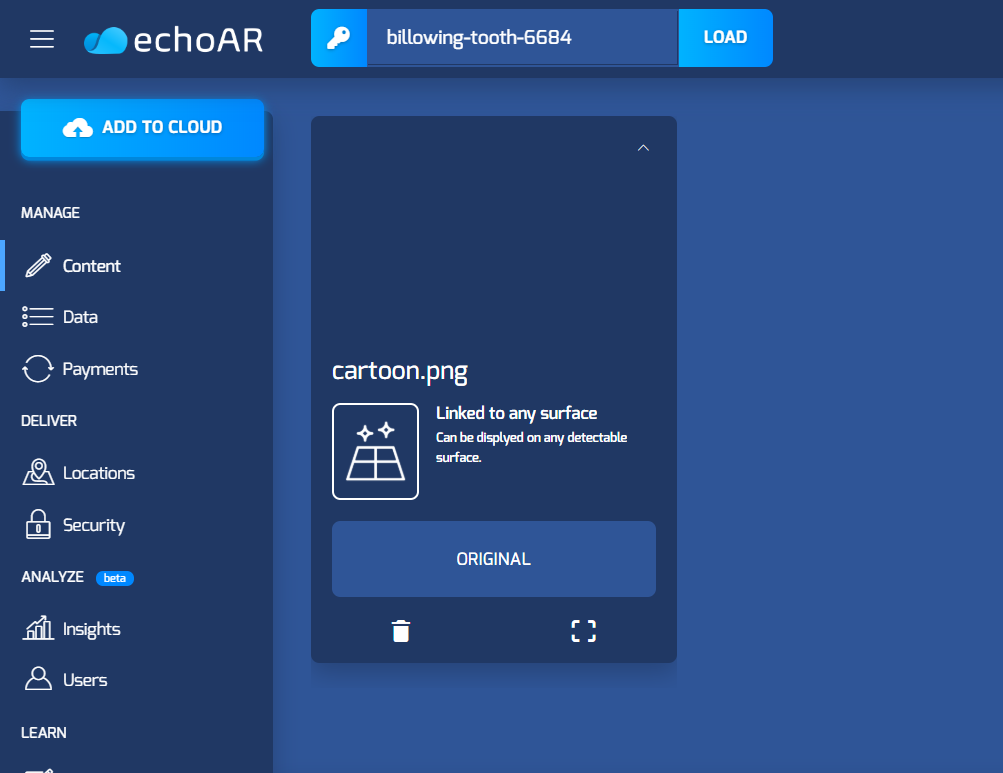 echoAR
billowing-tooth-6684
LOAD
ADD TO CLOUD
MANAGE
Content
Data
Payments
DELIVER
Locations
Security
ANALYZE beta
Insights
Users
LEARN
cartoon.png
Linked to any surface
Can be displyed on any detectable
surface.
ORIGINAL